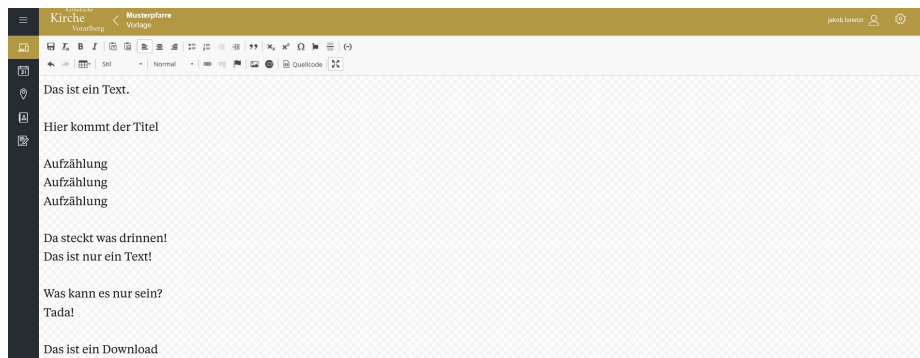 Katholische
Kirche
Vorarlberg
Musterpfarre
Vorlage
jakob.lorenzi
Stil
Normal
Quellcode
31
Das ist ein Text.
Hier kommt der Titel
Aufzählung
Aufzählung
Aufzählung
Da steckt was drinnen!
Das ist nur ein Text!
Was kann es nur sein?
Tada!
Das ist ein Download